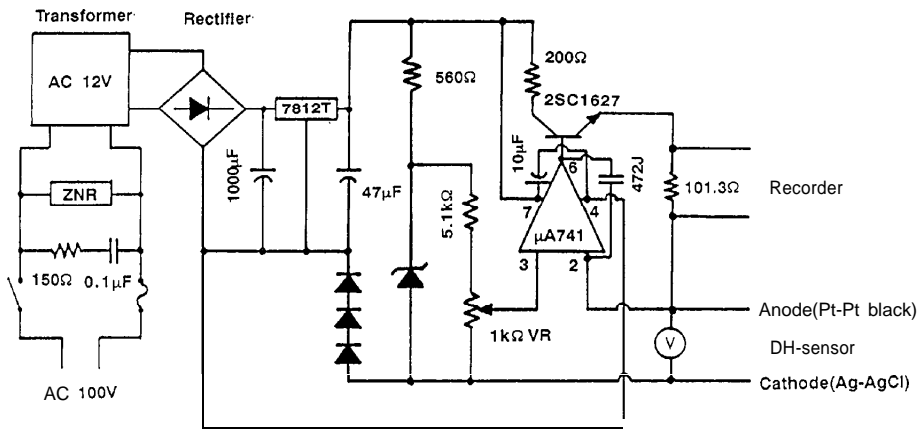 Transformer
Rectifier
AC 12V
7812T
1000µF
47µF
560Ω
5.1kΩ
1kΩ VR
200Ω
2SC1627
10µF
6
472J
7
4
µA741
3
2
101.3Ω
Recorder
ZNR
150Ω
0.1µF
AC 100V
Anode(Pt-Pt black)
V
DH-sensor
Cathode(Ag-AgCl)